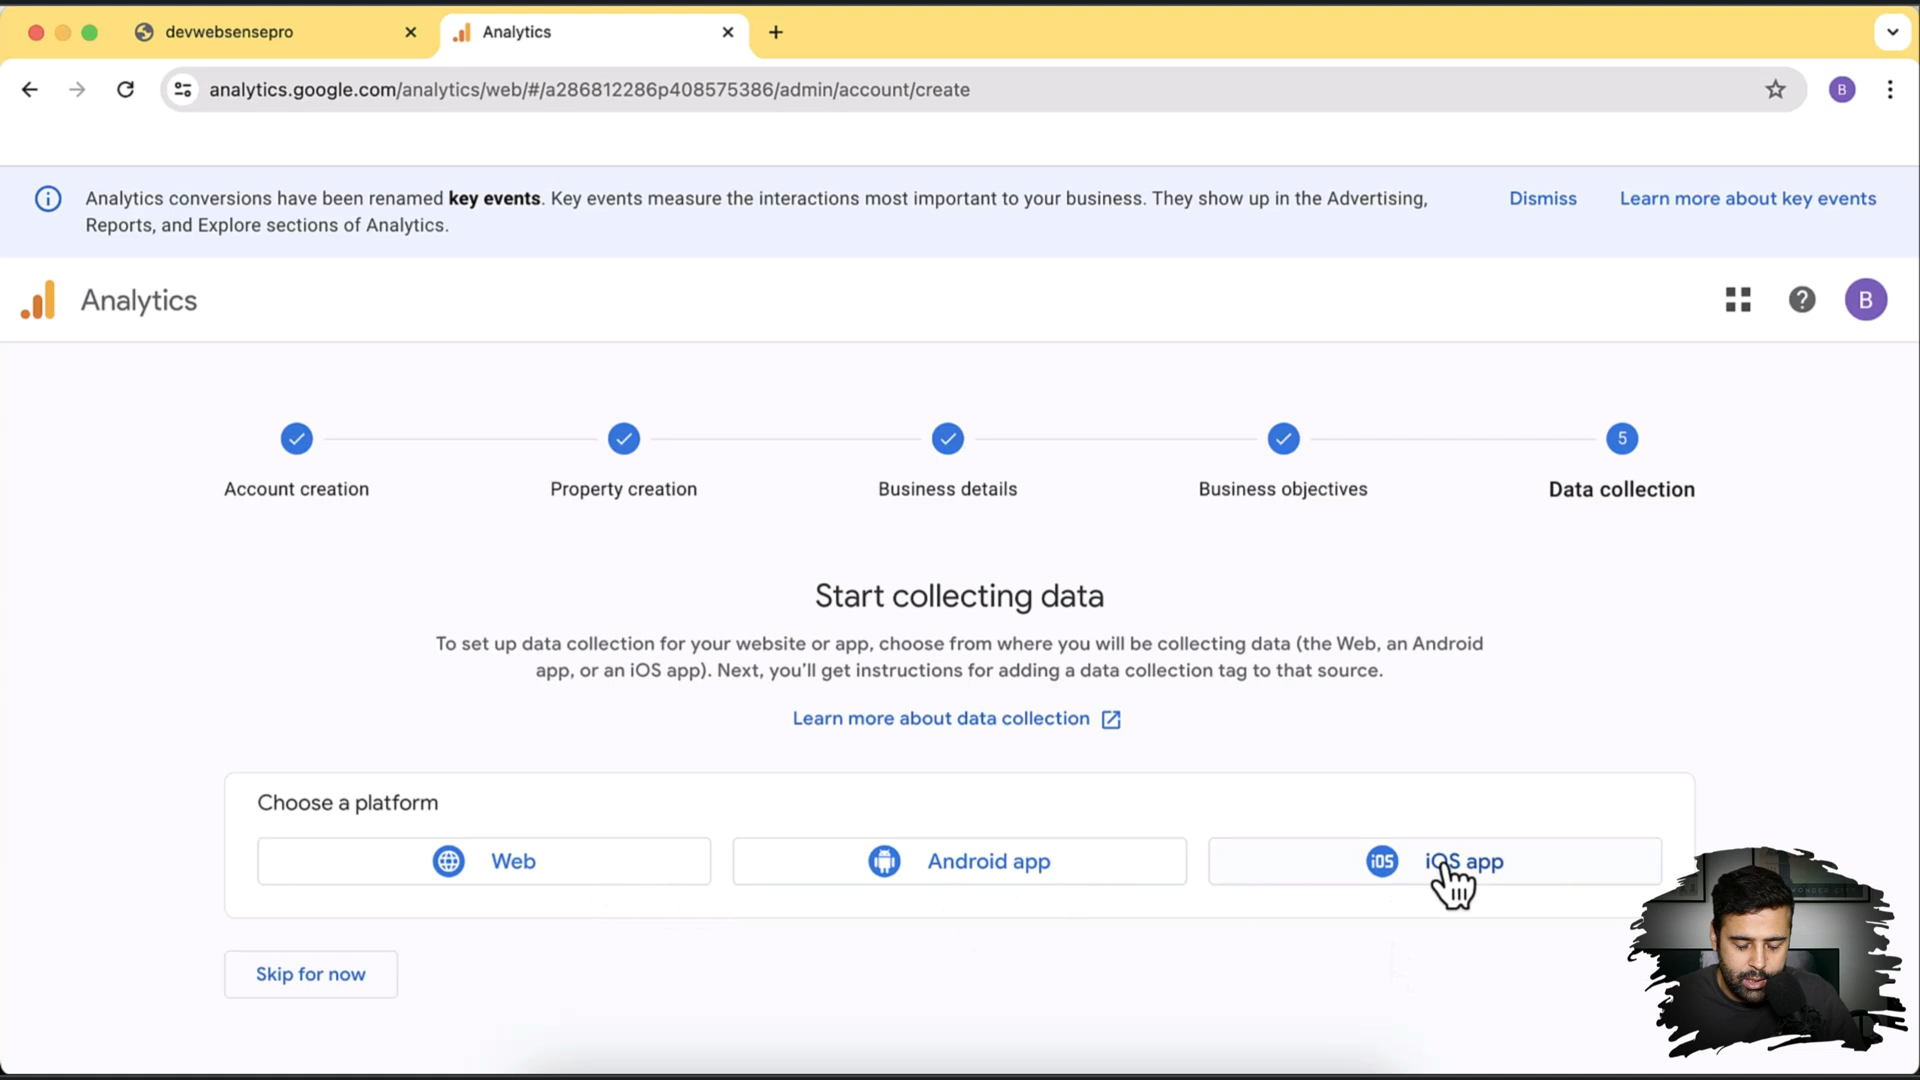 devwebsensepro
Analytics
analytics.google.com/analytics/web/#/a286812286p408575386/admin/account/create
B
Analytics conversions have been renamed key events. Key events measure the interactions most important to your business. They show up in the Advertising,
Reports, and Explore sections of Analytics.
Dismiss
Learn more about key events
Analytics
B
5
Account creation
Property creation
Business details
Business objectives
Data collection
Start collecting data
To set up data collection for your website or app, choose from where you will be collecting data (the Web, an Android
app, or an iOS app). Next, you'll get instructions for adding a data collection tag to that source.
Learn more about data collection
Choose a platform
Web
Android app
iOS
iOS app
Skip for now